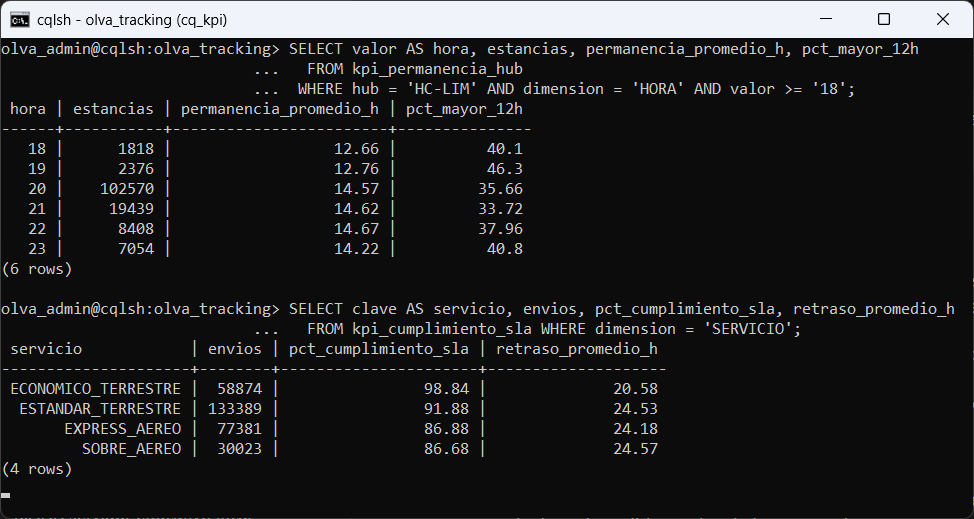 cqlsh - olva_tracking (cq_kpi)
olva_admin@cqlsh:olva_tracking> SELECT valor AS hora, estancias, permanencia_promedio_h, pct_mayor_12h
                            ...   FROM kpi_permanencia_hub
                            ...  WHERE hub = 'HC-LIM' AND dimension = 'HORA' AND valor >= '18';
 hora | estancias | permanencia_promedio_h | pct_mayor_12h
------+-----------+------------------------+---------------
   18 |      1818 |                  12.66 |          40.1
   19 |      2376 |                  12.76 |          46.3
   20 |    102570 |                  14.57 |         35.66
   21 |     19439 |                  14.62 |         33.72
   22 |      8408 |                  14.67 |         37.96
   23 |      7054 |                  14.22 |          40.8
(6 rows)
olva_admin@cqlsh:olva_tracking> SELECT clave AS servicio, envios, pct_cumplimiento_sla, retraso_promedio_h
                            ...   FROM kpi_cumplimiento_sla WHERE dimension = 'SERVICIO';
 servicio            | envios | pct_cumplimiento_sla | retraso_promedio_h
---------------------+--------+----------------------+--------------------
 ECONOMICO_TERRESTRE |  58874 |                98.84 |              20.58
  ESTANDAR_TERRESTRE | 133389 |                91.88 |              24.53
       EXPRESS_AEREO |  77381 |                86.88 |              24.18
         SOBRE_AEREO |  30023 |                86.68 |              24.57
(4 rows)